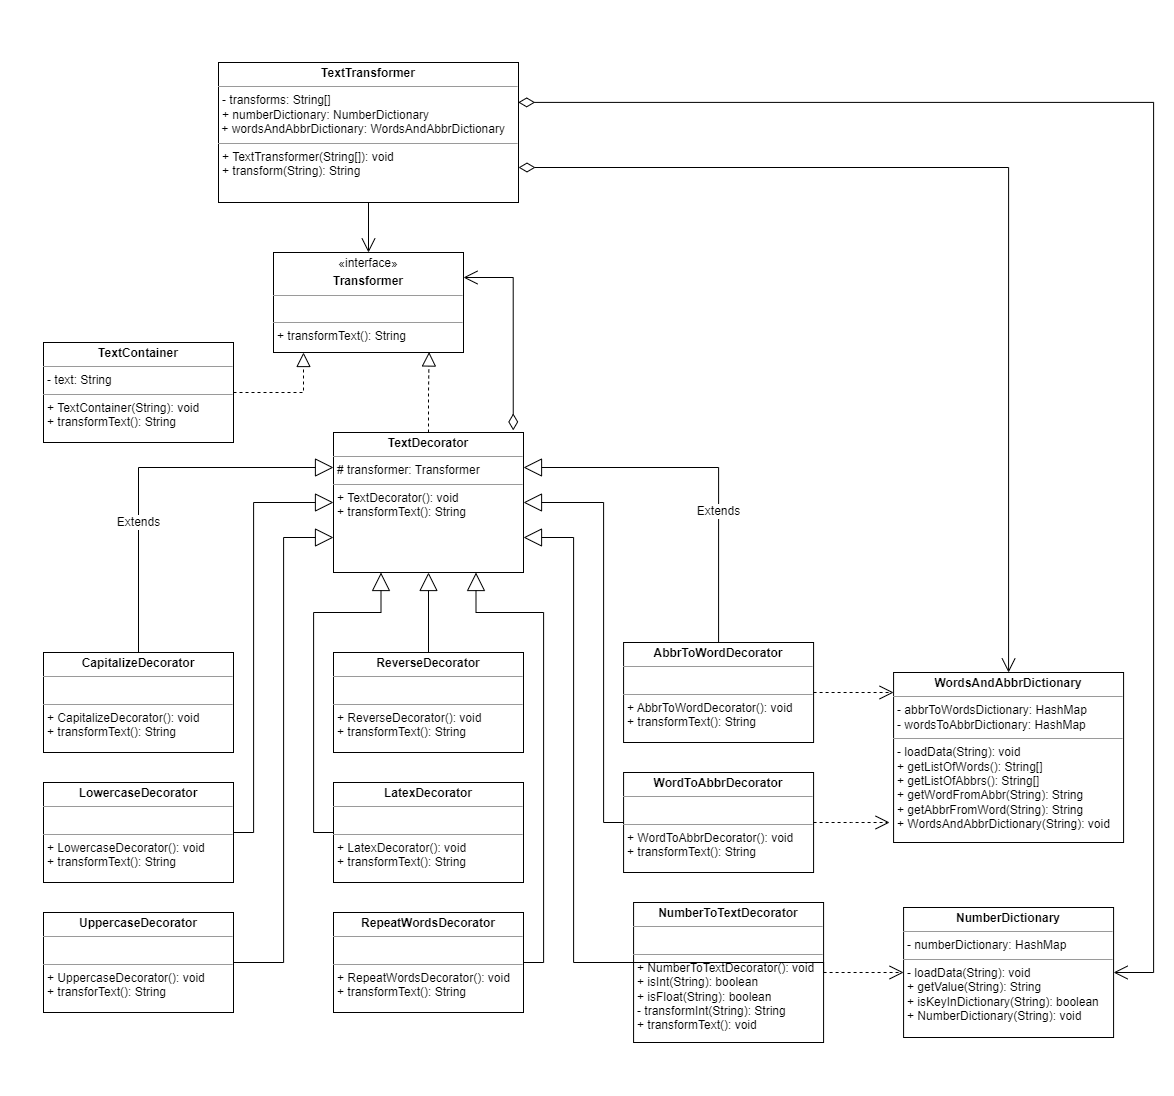 TextTransformer
- transforms: String[]
+ numberDictionary: NumberDictionary
+ wordsAndAbbrDictionary: WordsAndAbbrDictionary
+ TextTransformer(String[]): void
+ transform(String): String
«interface»
Transformer
+ transformText(): String
TextContainer
- text: String
+ TextContainer(String): void
+ transformText(): String
TextDecorator
# transformer: Transformer
+ TextDecorator(): void
+ transformText(): String
Extends
Extends
CapitalizeDecorator
+ CapitalizeDecorator(): void
+ transformText(): String
ReverseDecorator
+ ReverseDecorator(): void
+ transformText(): String
AbbrToWordDecorator
+ AbbrToWordDecorator(): void
+ transformText(): String
WordsAndAbbrDictionary
- abbrToWordsDictionary: HashMap
- wordsToAbbrDictionary: HashMap
- loadData(String): void
+ getListOfWords(): String[]
+ getListOfAbbrs(): String[]
+ getWordFromAbbr(String): String
+ getAbbrFromWord(String): String
+ WordsAndAbbrDictionary(String): void
LowercaseDecorator
+ LowercaseDecorator(): void
+ transformText(): String
LatexDecorator
+ LatexDecorator(): void
+ transformText(): String
WordToAbbrDecorator
+ WordToAbbrDecorator(): void
+ transformText(): String
UppercaseDecorator
+ UppercaseDecorator(): void
+ transforText(): String
RepeatWordsDecorator
+ RepeatWordsDecorator(): void
+ transformText(): String
NumberToTextDecorator
+ NumberToTextDecorator(): void
+ isInt(String): boolean
+ isFloat(String): boolean
- transformInt(String): String
+ transformText(): void
NumberDictionary
- numberDictionary: HashMap
- loadData(String): void
+ getValue(String): String
+ isKeyInDictionary(String): boolean
+ NumberDictionary(String): void